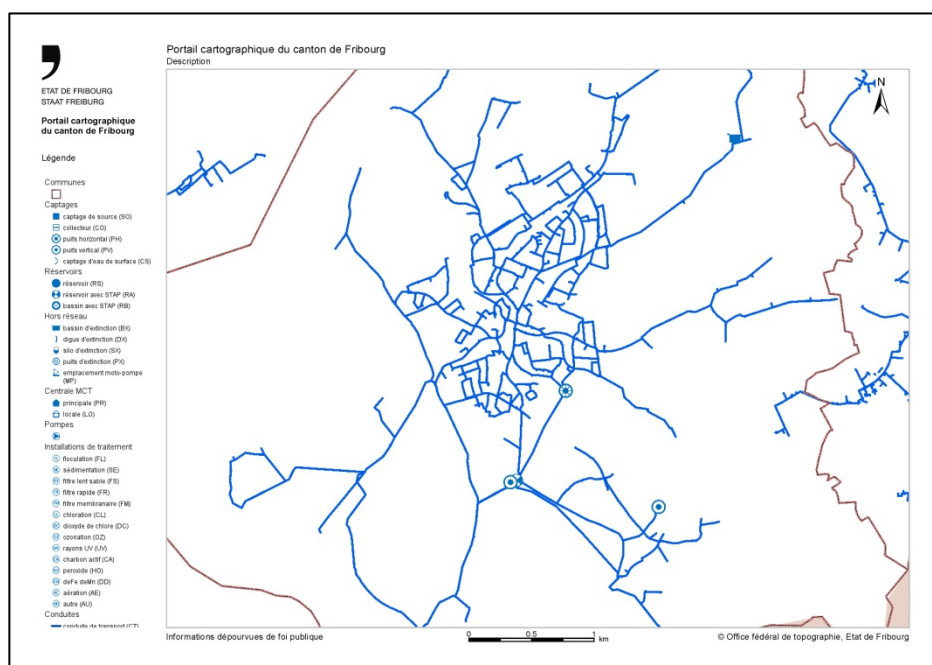 Portail cartographique du canton de Fribourg
Description
ETAT DE FRIBOURG
STAAT FREIBURG
Portail cartographique
du canton de Fribourg
Légende
Communes
Captages
captage de source (SO)
collecteur (CO)
puits horizontal (PH)
puits vertical (PV)
captage d'eau de surface (CS)
Réservoirs
réservoir (RS)
réservoir avec STAP (RA)
bassin avec STAP (RB)
Hors réseau
bassin d'extinction (BX)
digue d'extinction (DX)
silo d'extinction (SX)
puits d'extinction (PX)
emplacement moto-pompe
(MP)
Centrale MCT
principale (PR)
locale (LO)
Pompes
Installations de traitement
floculation (FL)
sédimentation (SE)
filtre lent sable (FS)
filtre rapide (FR)
filtre membranaire (FM)
chloration (CL)
dioxyde de chlore (DC)
ozonation (OZ)
rayons UV (UV)
charbon actif (CA)
peroxide (HO)
deFe deMn (DD)
aération (AE)
autre (AU)
Conduites
conduite de transport (CT)
N
Informations dépourvues de foi publique
0 0.5 1
km
© Office fédéral de topographie, Etat de Fribourg